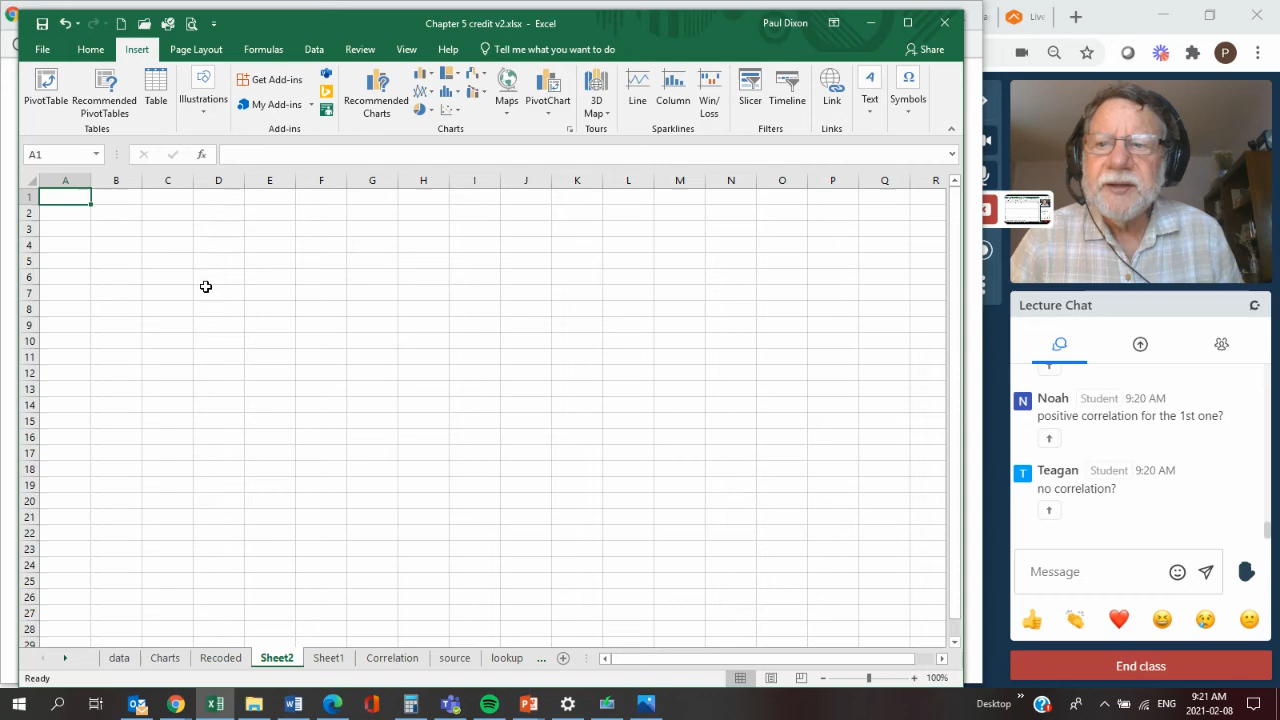 Chapter 5 credit v2.xlsx - Excel
Paul Dixon
File Home Insert Page Layout Formulas Data Review View Help Tell me what you want to do Share
PivotTable
Recommended
PivotTables
Table
Tables
Illustrations
Get Add-ins
My Add-ins
Add-ins
Recommended
Charts
Maps
PivotChart
Charts
3D
Map
Tours
Line
Column
Win/
Loss
Sparklines
Slicer
Timeline
Filters
Link
Links
Text
Symbols
A1
fx
A B C D E F G H I J K L M N O P Q R
1
2
3
4
5
6
7
8
9
10
11
12
13
14
15
16
17
18
19
20
21
22
23
24
25
26
27
28
29
data Charts Recoded Sheet2 Sheet1 Correlation source lookup ...
Ready
100%
Live
P
Lecture Chat
N
Noah Student 9:20 AM
positive correlation for the 1st one?
T
Teagan Student 9:20 AM
no correlation?
Message
End class
Desktop
ENG
9:21 AM
2021-02-08